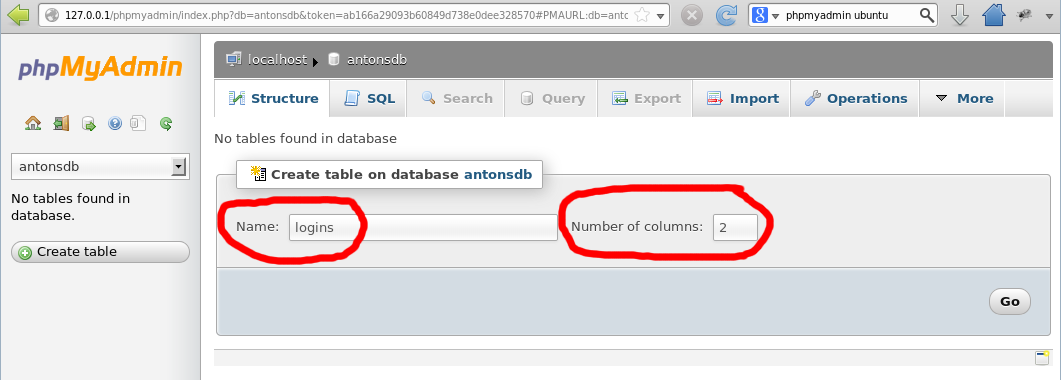 127.0.0.1/phpmyadmin/index.php?db=antonsdb&token=ab166a29093b60849d738e0dee328570#PMAURL:db=antc
phpmyadmin ubuntu
phpMyAdmin
antonsdb
No tables found in
database.
Create table
localhost antonsdb
Structure SQL Search Query Export Import Operations More
No tables found in database
Create table on database antonsdb
Name: logins Number of columns: 2
Go